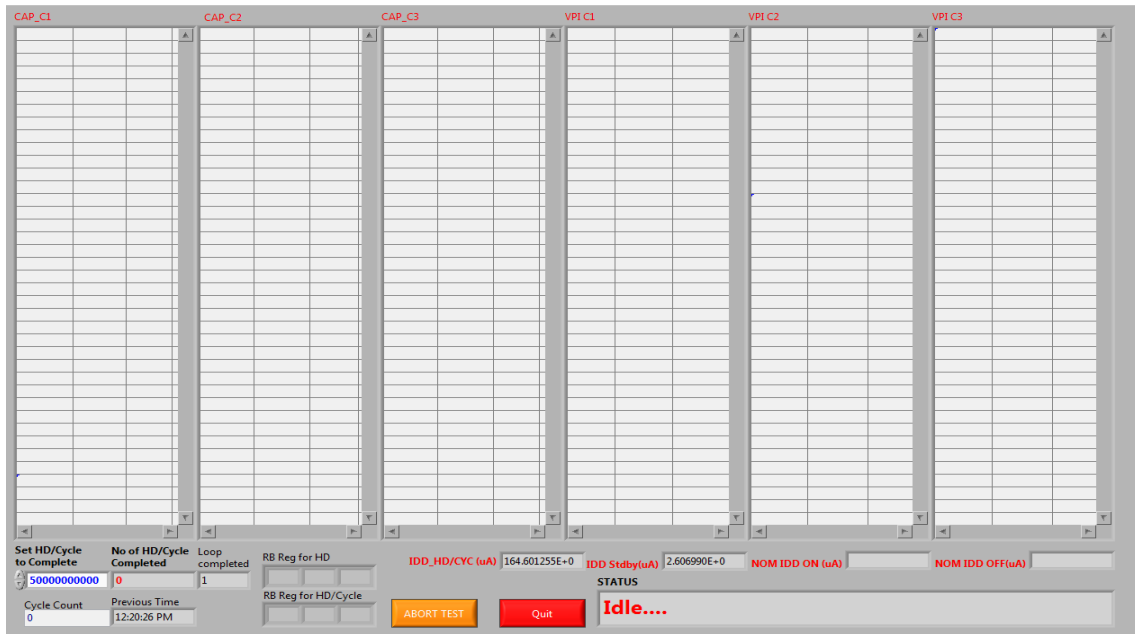 CAP_C1 CAP_C2 CAP_C3 VPI C1 VPI C2 VPI C3
Set HD/Cycle
to Complete
50000000000
No of HD/Cycle
Completed
0
Loop
completed
1
RB Reg for HD
IDD_HD/CYC (uA) 164.601255E+0
IDD Stdby(uA) 2.606990E+0
NOM IDD ON (uA)
NOM IDD OFF(uA)
Cycle Count
0
Previous Time
12:20:26 PM
RB Reg for HD/Cycle
ABORT TEST
Quit
STATUS
Idle....